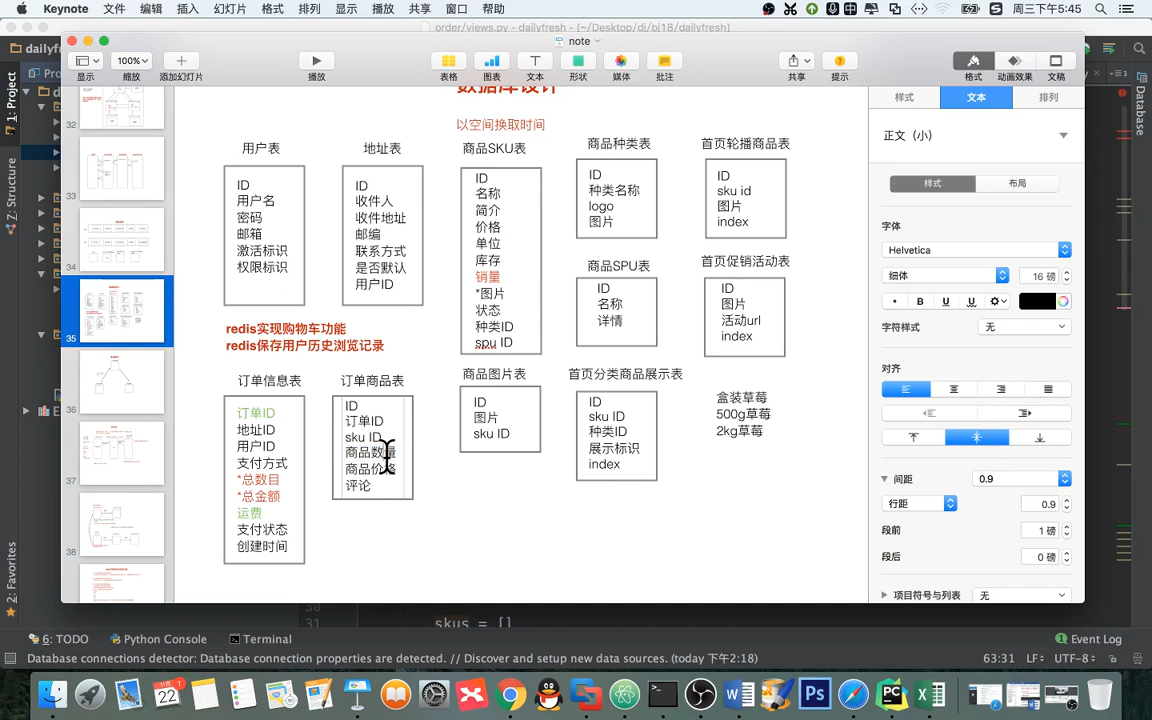 Keynote 文件 编辑 插入 幻灯片 格式 排列 显示 播放 共享 窗口 帮助
周三下午5:45
order/views.py - dailyfresh - [~/Desktop/dj/bj18/dailyfresh]
note
100%
显示 缩放 添加幻灯片 播放 表格 图表 文本 形状 媒体 批注 共享 提示 格式 动画效果 文稿
1: Project
Z: Structure
2: Favorites
Database
32
33
34
35
36
37
38
数据库设计
以空间换取时间
用户表
ID
用户名
密码
邮箱
激活标识
权限标识
地址表
ID
收件人
收件地址
邮编
联系方式
是否默认
用户ID
商品SKU表
ID
名称
简介
价格
单位
库存
销量
*图片
状态
种类ID
spu ID
商品种类表
ID
种类名称
logo
图片
首页轮播商品表
ID
sku id
图片
index
商品SPU表
ID
名称
详情
首页促销活动表
ID
图片
活动url
index
redis实现购物车功能
redis保存用户历史浏览记录
订单信息表
订单ID
地址ID
用户ID
支付方式
*总数目
*总金额
运费
支付状态
创建时间
订单商品表
ID
订单ID
sku ID
商品数量
商品价格
评论
商品图片表
ID
图片
sku ID
首页分类商品展示表
ID
sku ID
种类ID
展示标识
index
盒装草莓
500g草莓
2kg草莓
样式 文本 排列
正文（小）
样式 布局
字体
Helvetica
细体 16 磅
B U U
字符样式 无
对齐
间距 0.9
行距 0.9
段前 1 磅
段后 0 磅
项目符号与列表 无
31 skus = []
6: TODO Python Console Terminal Event Log
Database connections detector: Database connection properties are detected. // Discover and setup new data sources. (today 下午2:18) 63:31 LF÷ UTF-8÷